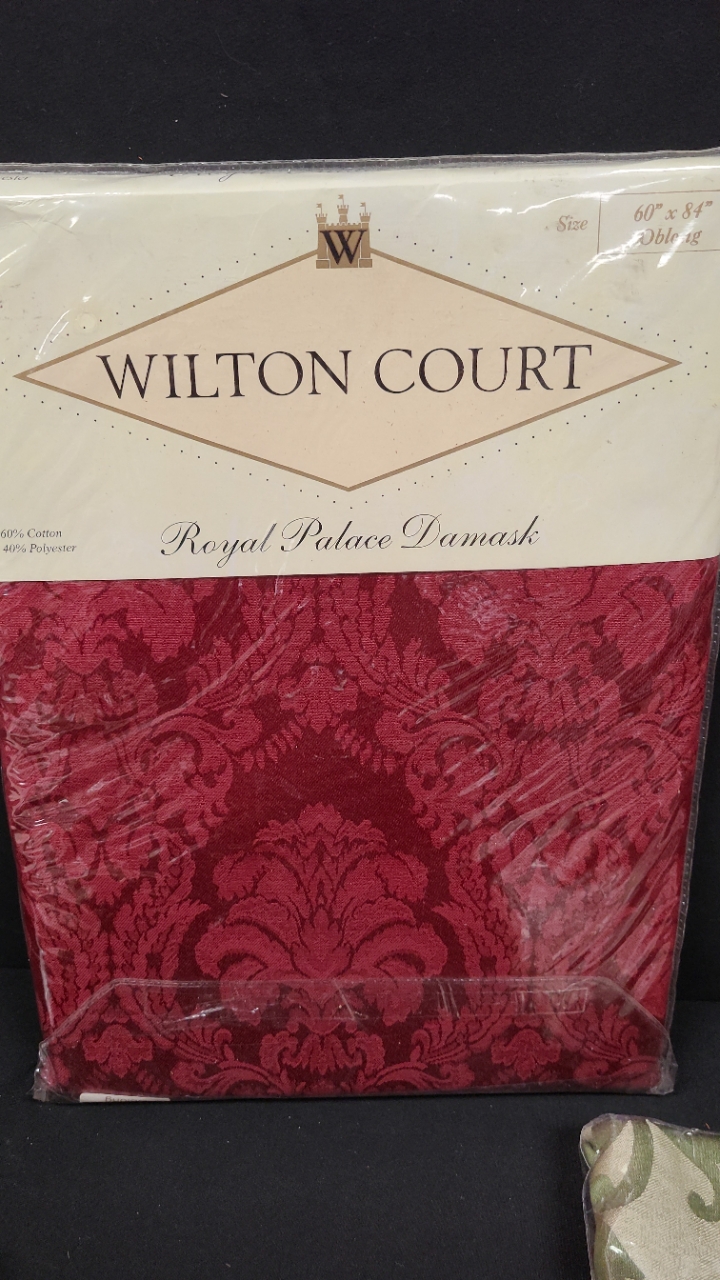 W
Size
60" x 84"
Oblong
WILTON COURT
60% Cotton
40% Polyester
Royal Palace Damask